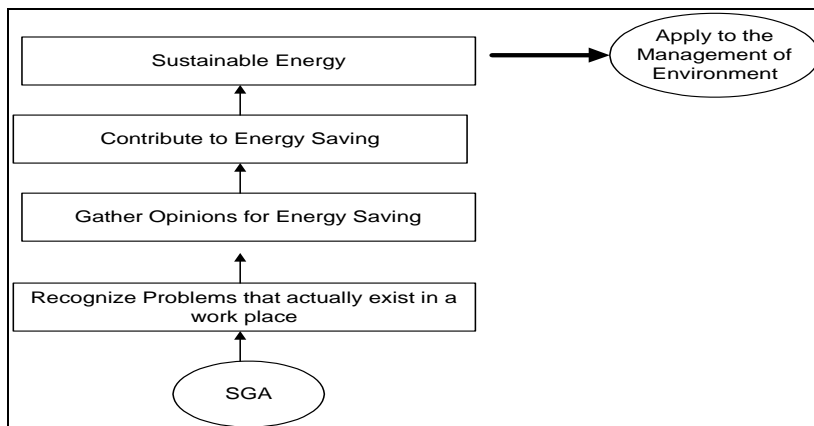 Sustainable Energy
Apply to the
Management of
Environment
Contribute to Energy Saving
Gather Opinions for Energy Saving
Recognize Problems that actually exist in a
work place
SGA